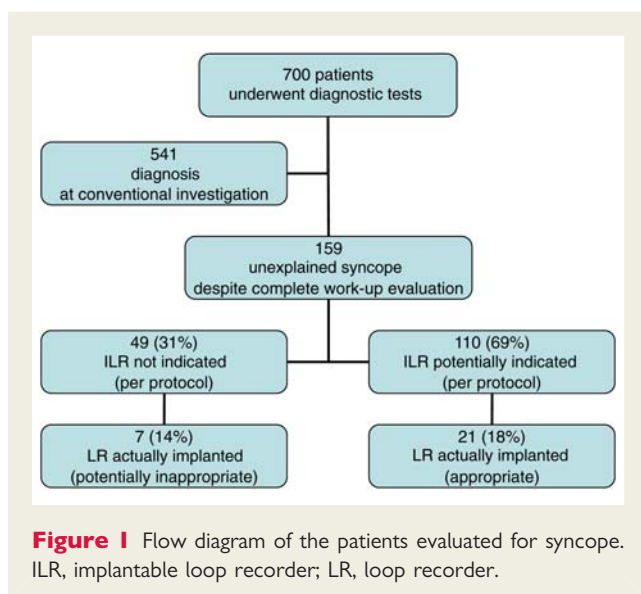 700 patients
underwent diagnostic tests
541
diagnosis
at conventional investigation
159
unexplained syncope
despite complete work-up evaluation
49 (31%)
ILR not indicated
(per protocol)
110 (69%)
ILR potentially indicated
(per protocol)
7 (14%)
LR actually implanted
(potentially inappropriate)
21 (18%)
LR actually implanted
(appropriate)
Figure 1 Flow diagram of the patients evaluated for syncope.
ILR, implantable loop recorder; LR, loop recorder.